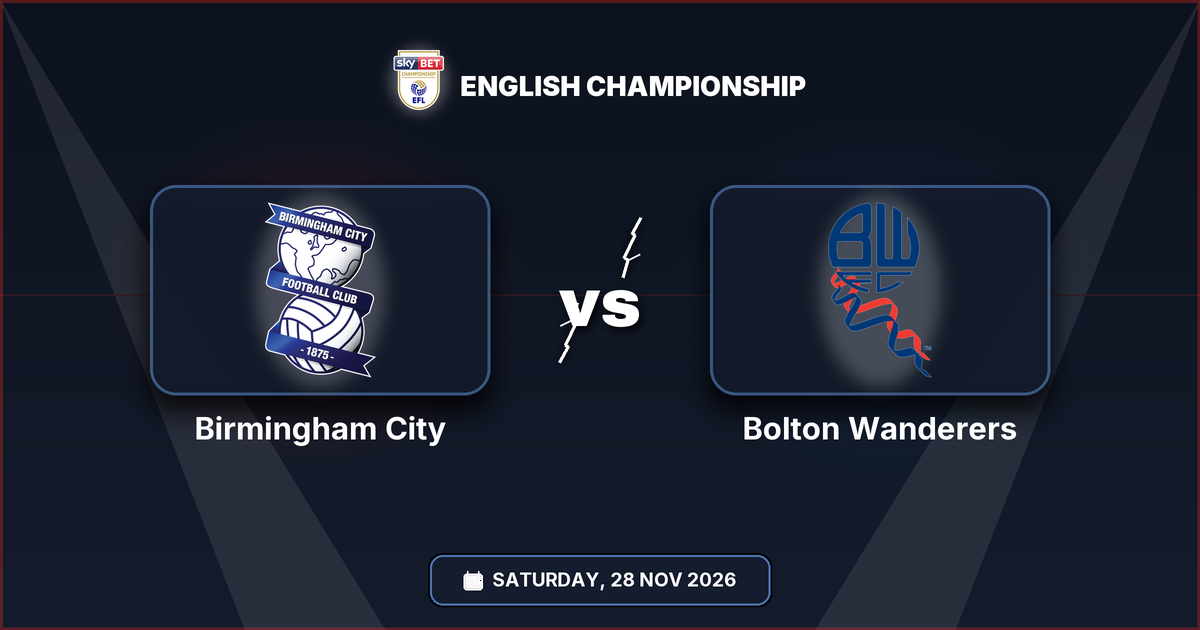 sky BET
CHAMPIONSHIP
EFL
ENGLISH CHAMPIONSHIP
BIRMINGHAM CITY
FOOTBALL CLUB
- 1875 -
VS
BW
FC
TM
Birmingham City
Bolton Wanderers
SATURDAY, 28 NOV 2026